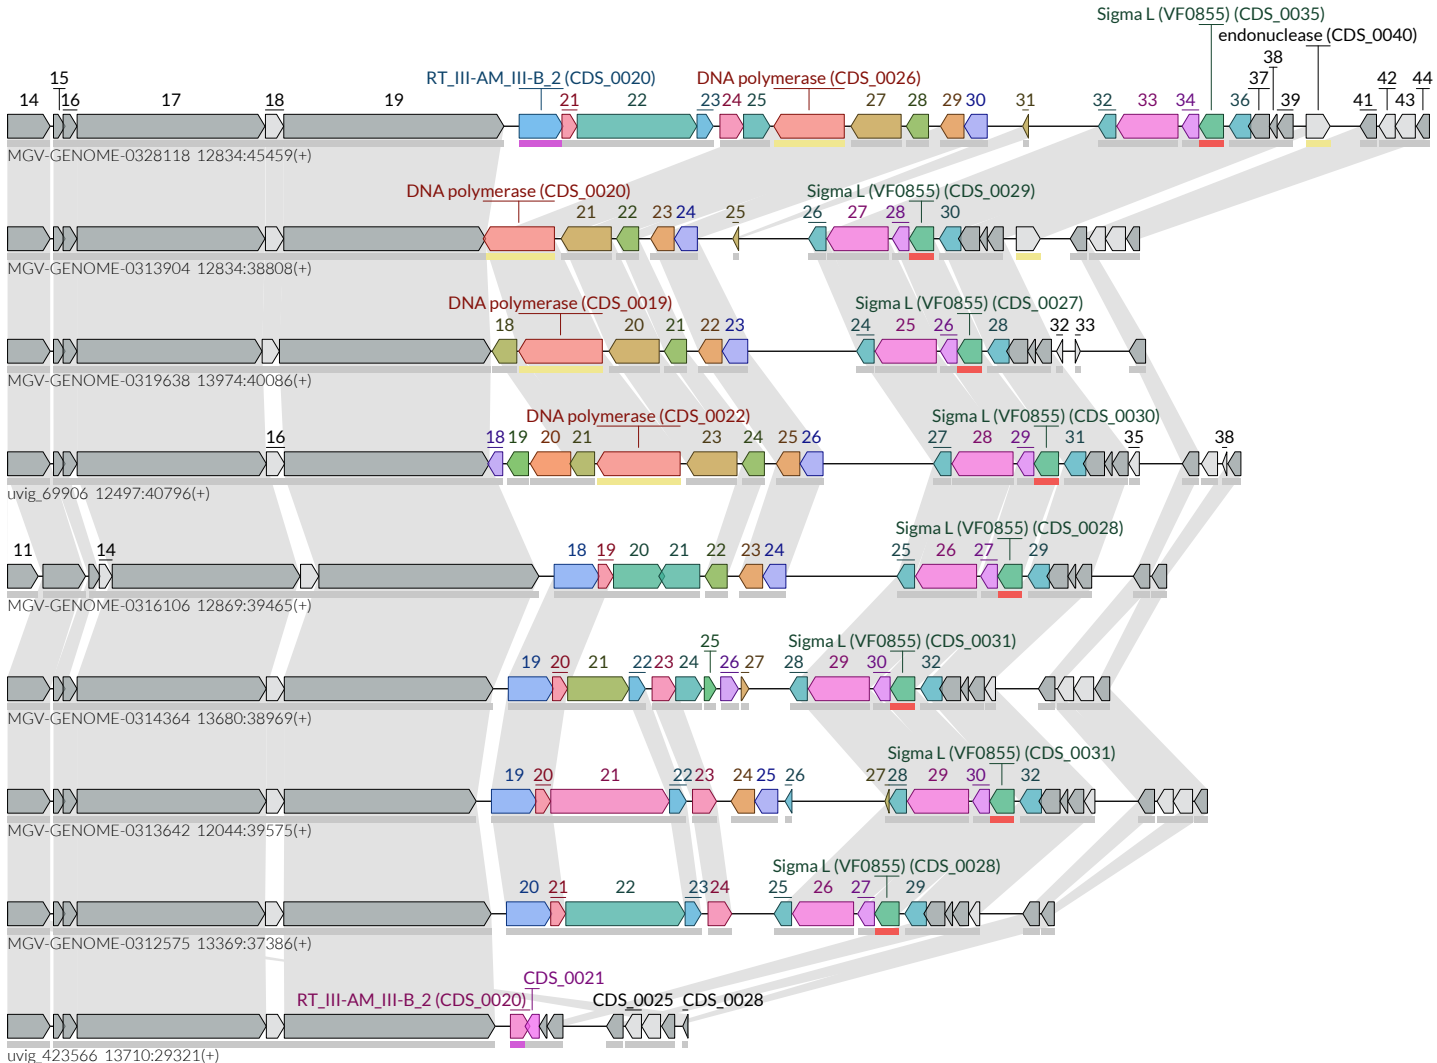 Sigma L (VF0855) (CDS_0035)
endonuclease (CDS_0040)
38
15 RT_III-AM_III-B_2 (CDS_0020) DNA polymerase (CDS_0026) 37 42 44
14 16 17 18 19 21 22 23 24 25 27 28 29 30 31 32 33 34 36 39 41 43
MGV-GENOME-0328118 12834:45459(+)
DNA polymerase (CDS_0020) Sigma L (VF0855) (CDS_0029)
21 22 23 24 25 26 27 28 30
MGV-GENOME-0313904 12834:38808(+)
DNA polymerase (CDS_0019) Sigma L (VF0855) (CDS_0027)
18 20 21 22 23 24 25 26 28 32 33
MGV-GENOME-0319638 13974:40086(+)
DNA polymerase (CDS_0022) Sigma L (VF0855) (CDS_0030)
16 18 19 20 21 23 24 25 26 27 28 29 31 35 38
uvig_69906 12497:40796(+)
Sigma L (VF0855) (CDS_0028)
11 14 18 19 20 21 22 23 24 25 26 27 29
MGV-GENOME-0316106 12869:39465(+)
25 Sigma L (VF0855) (CDS_0031)
19 20 21 22 23 24 26 27 28 29 30 32
MGV-GENOME-0314364 13680:38969(+)
Sigma L (VF0855) (CDS_0031)
19 20 21 22 23 24 25 26 27 28 29 30 32
MGV-GENOME-0313642 12044:39575(+)
Sigma L (VF0855) (CDS_0028)
20 21 22 23 24 25 26 27 29
MGV-GENOME-0312575 13369:37386(+)
CDS_0021
RT_III-AM_III-B_2 (CDS_0020) CDS_0025 CDS_0028
uvig_423566 13710:29321(+)